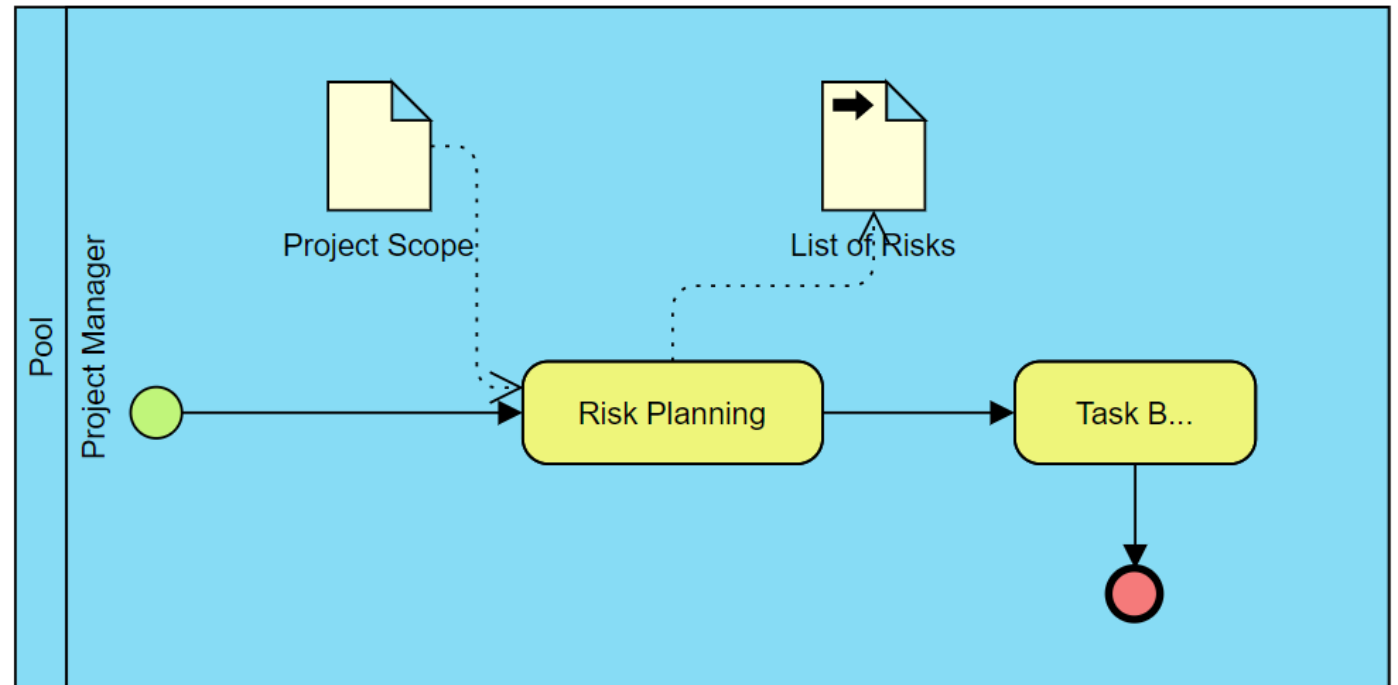 Pool
Project Manager
Project Scope
List of Risks
Risk Planning
Task B...